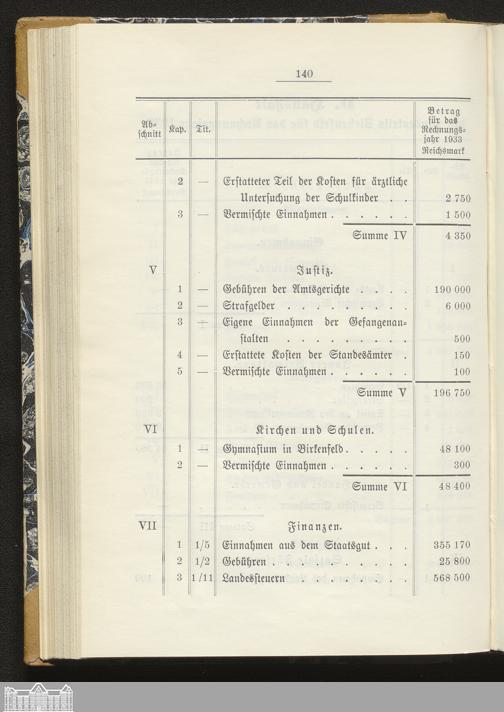 140
Ab=
schnitt
Kap.
Tit.
Betrag
für das
Rechnungs=
jahr 1933
Reichsmark
2 — Erstatteter Teil der Kosten für ärztliche
Untersuchung der Schulkinder . . 2 750
3 — Vermischte Einnahmen . . . . . . 1 500
Summe IV 4 350
V Justiz.
1 — Gebühren der Amtsgerichte . . . . 190 000
2 — Strafgelder . . . . . . . . . 6 000
3 — Eigene Einnahmen der Gefangenan=
stalten . . . . . . . . . 500
4 — Erstattete Kosten der Standesämter . 150
5 — Vermischte Einnahmen . . . . . . 100
Summe V 196 750
VI Kirchen und Schulen.
1 — Gymnasium in Birkenfeld . . . . . 48 100
2 — Vermischte Einnahmen . . . . . . 300
Summe VI 48 400
VII Finanzen.
1 1/5 Einnahmen aus dem Staatsgut . . . 355 170
2 1/2 Gebühren . . . . . . . . . . 25 800
3 1/11 Landessteuern . . . . . . . . 568 500